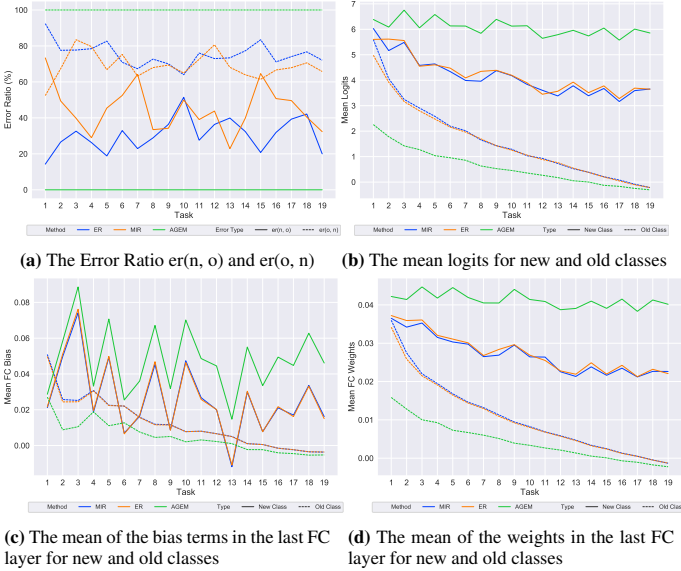 100
80
60
40
20
0
Error Ratio (%)
1 2 3 4 5 6 7 8 9 10 11 12 13 14 15 16 17 18 19
Task
Method ER MIR AGEM Error Type er(n, o) er(o, n)
(a) The Error Ratio er(n, o) and er(o, n)
7
6
5
4
3
2
1
0
Mean Logits
1 2 3 4 5 6 7 8 9 10 11 12 13 14 15 16 17 18 19
Task
Method MIR ER AGEM Type New Class Old Class
(b) The mean logits for new and old classes
0.08
0.06
0.04
0.02
0.00
Mean FC Bias
1 2 3 4 5 6 7 8 9 10 11 12 13 14 15 16 17 18 19
Task
Method MIR ER AGEM Type New Class Old Class
(c) The mean of the bias terms in the last FC
layer for new and old classes
0.04
0.03
0.02
0.01
0.00
Mean FC Weights
1 2 3 4 5 6 7 8 9 10 11 12 13 14 15 16 17 18 19
Task
Method MIR ER AGEM Type New Class Old Class
(d) The mean of the weights in the last FC
layer for new and old classes